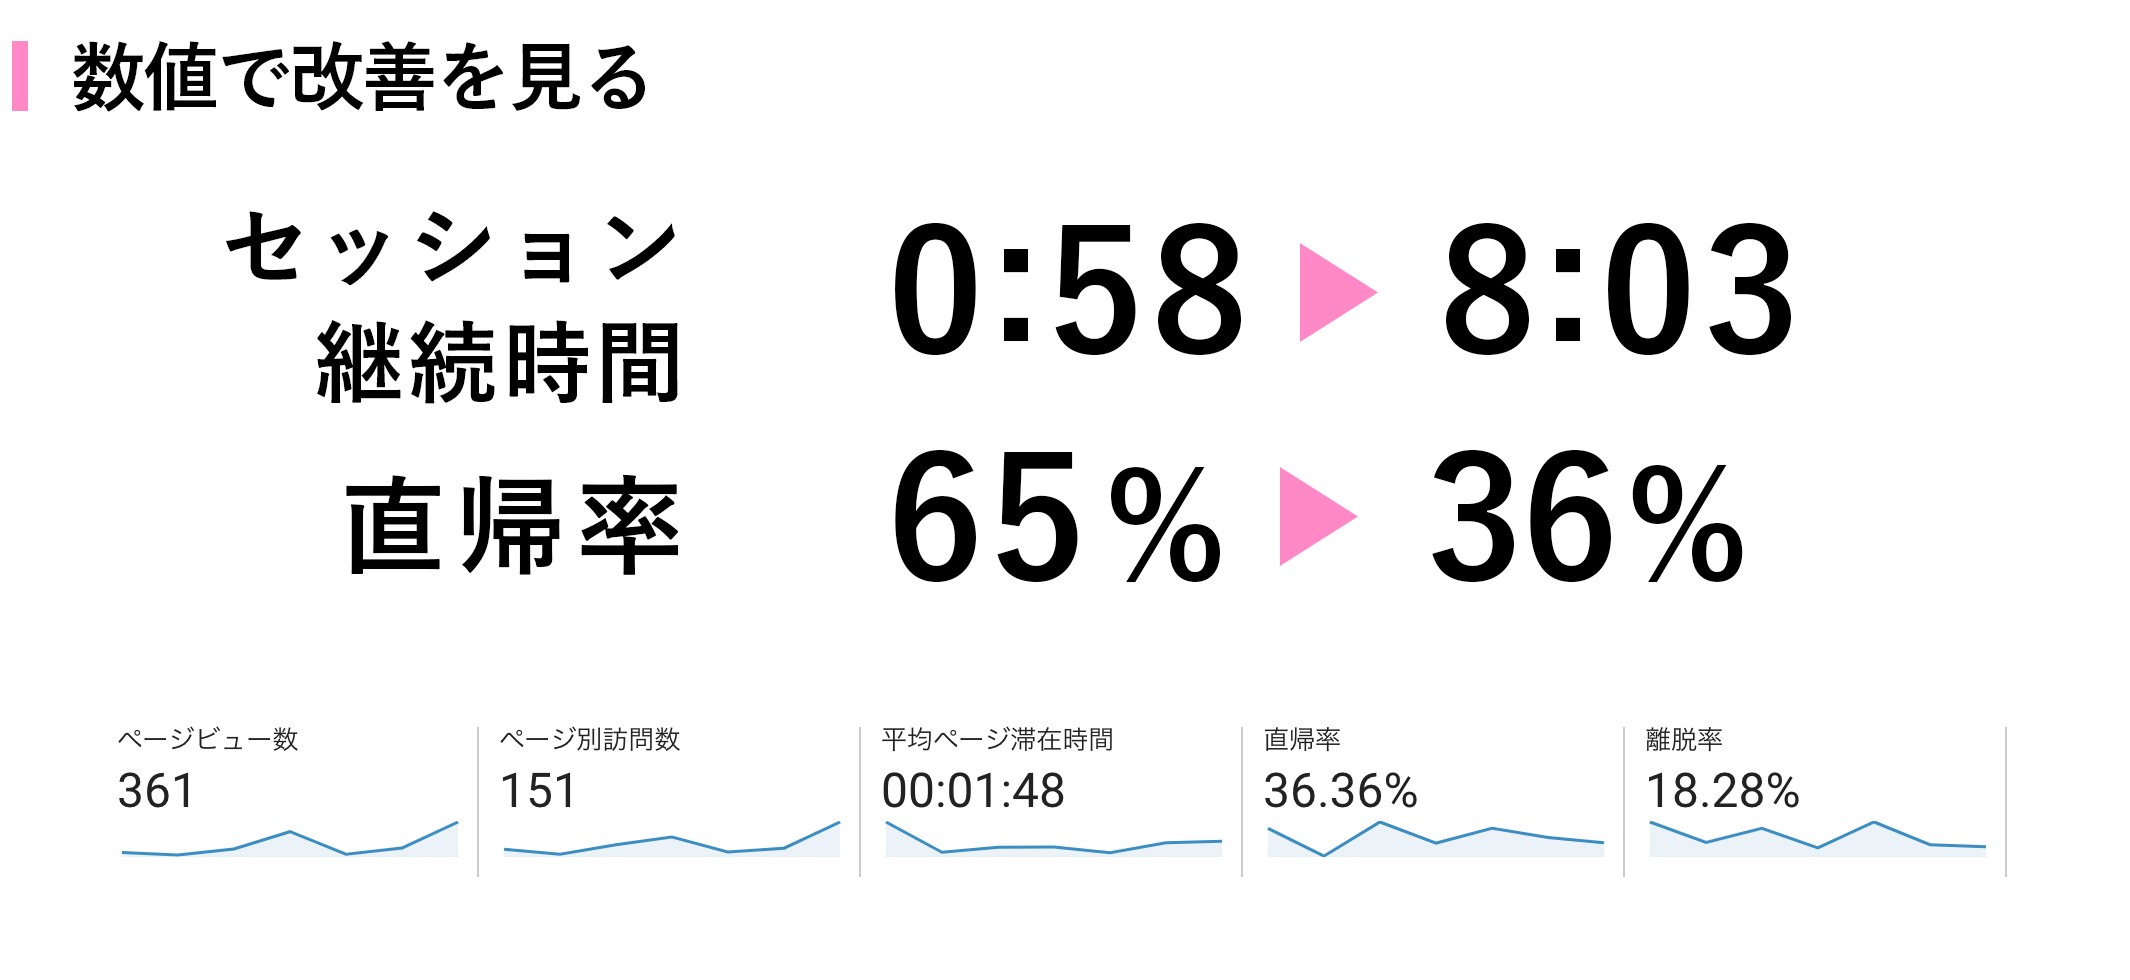 数値で改善を見る
セッション
継続時間
0:58 ▶ 8:03
直帰率
65% ▶ 36%
ページビュー数
361
ページ別訪問数
151
平均ページ滞在時間
00:01:48
直帰率
36.36%
離脱率
18.28%